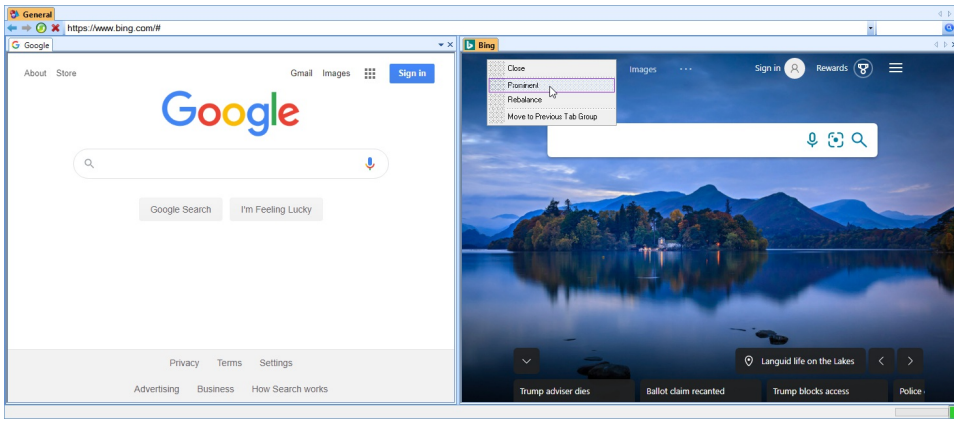 General
https://www.bing.com/#
Google
About Store Gmail Images Sign in
Google
Google Search I'm Feeling Lucky
Privacy Terms Settings
Advertising Business How Search works
Bing
Close
Prominent
Rebalance
Move to Previous Tab Group
Images ... Sign in Rewards
Languid life on the Lakes
Trump adviser dies Ballot claim recanted Trump blocks access Police